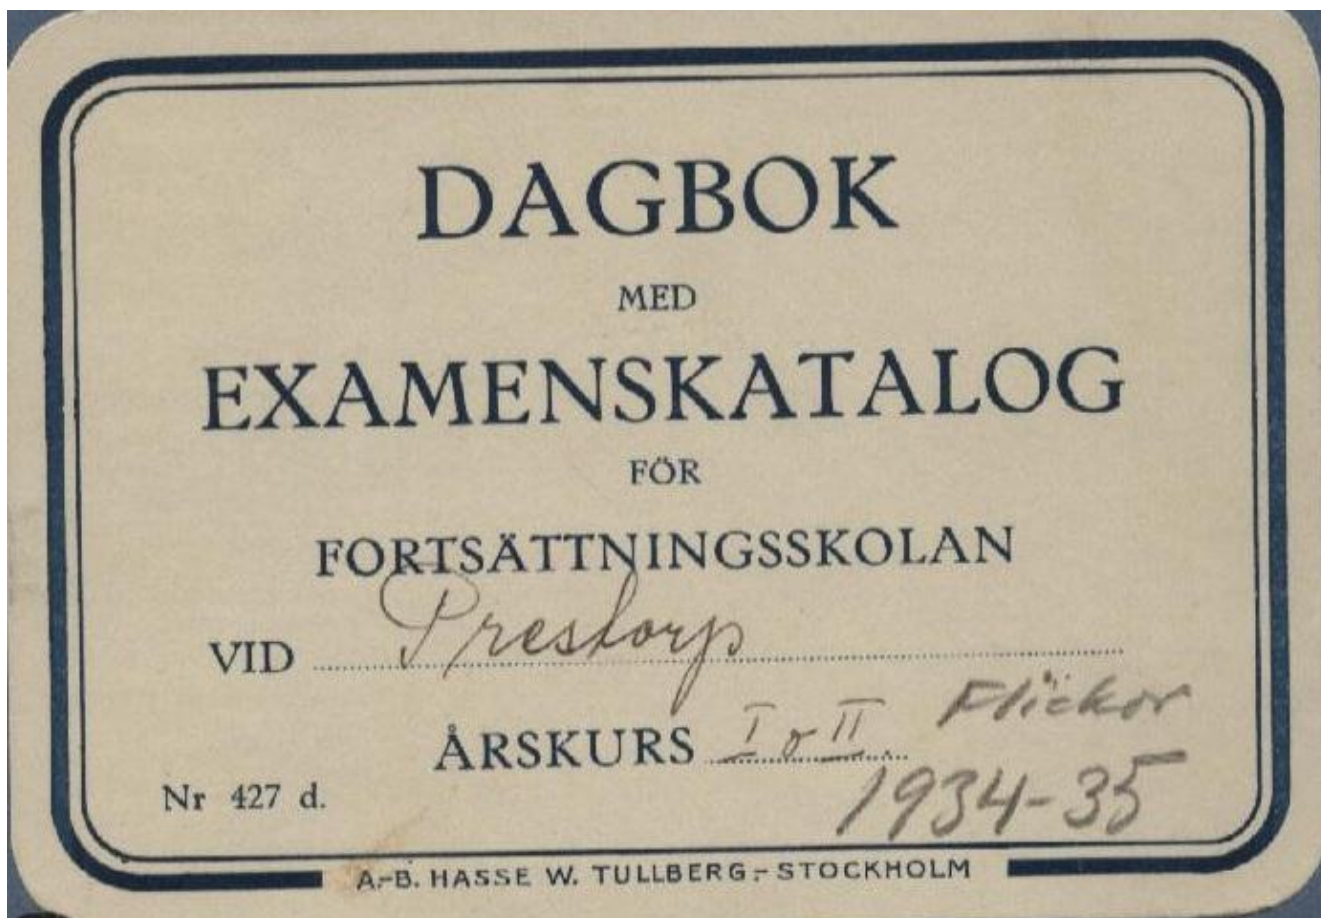 DAGBOK
MED
EXAMENSKATALOG
FÖR
FORTSÄTTNINGSSKOLAN
VID Prestorp
Flickor
ÅRSKURS I o II
1934-35
Nr 427 d.
A.-B. HASSE W. TULLBERG.- STOCKHOLM